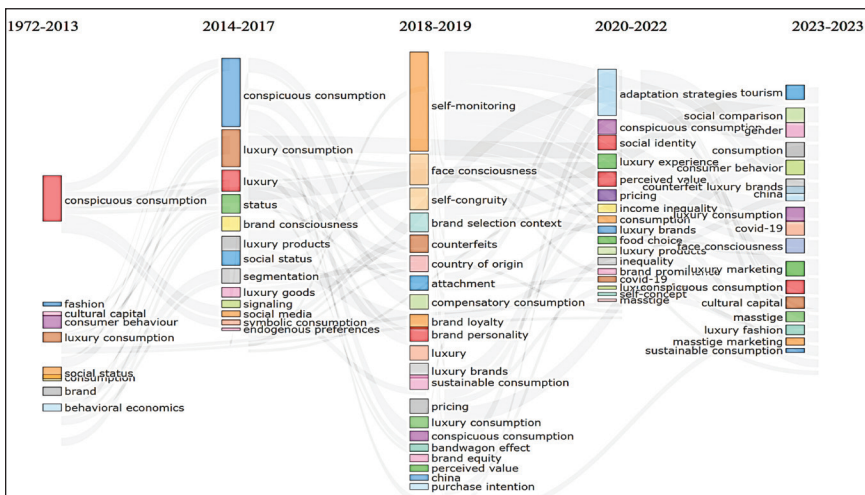 1972-2013
2014-2017
2018-2019
2020-2022
2023-2023
conspicuous consumption
fashion
cultural capital
consumer behaviour
luxury consumption
social status
consumption
brand
behavioral economics
conspicuous consumption
luxury consumption
luxury
status
brand consciousness
luxury products
social status
segmentation
luxury goods
signaling
social media
symbolic consumption
endogenous preferences
self-monitoring
face consciousness
self-congruity
brand selection context
counterfeits
country of origin
attachment
compensatory consumption
brand loyalty
brand personality
luxury
luxury brands
sustainable consumption
pricing
luxury consumption
conspicuous consumption
bandwagon effect
brand equity
perceived value
china
purchase intention
adaptation strategies
conspicuous consumption
social identity
luxury experience
perceived value
pricing
income inequality
consumption
luxury brands
food choice
luxury products
inequality
brand prominence
covid-19
self-concept
masstige
tourism
social comparison
gender
consumption
consumer behavior
counterfeit luxury brands
china
luxury consumption
covid-19
face consciousness
luxury marketing
conspicuous consumption
cultural capital
masstige
luxury fashion
masstige marketing
sustainable consumption